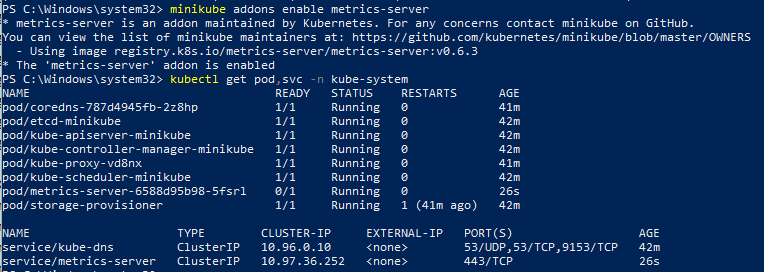 PS C:\Windows\system32> minikube addons enable metrics-server
* metrics-server is an addon maintained by Kubernetes. For any concerns contact minikube on GitHub.
You can view the list of minikube maintainers at: https://github.com/kubernetes/minikube/blob/master/OWNERS
  - Using image registry.k8s.io/metrics-server/metrics-server:v0.6.3
* The 'metrics-server' addon is enabled
PS C:\Windows\system32> kubectl get pod,svc -n kube-system
NAME READY STATUS RESTARTS AGE
pod/coredns-787d4945fb-2z8hp 1/1 Running 0 41m
pod/etcd-minikube 1/1 Running 0 42m
pod/kube-apiserver-minikube 1/1 Running 0 42m
pod/kube-controller-manager-minikube 1/1 Running 0 42m
pod/kube-proxy-vd8nx 1/1 Running 0 41m
pod/kube-scheduler-minikube 1/1 Running 0 42m
pod/metrics-server-6588d95b98-5fsrl 0/1 Running 0 26s
pod/storage-provisioner 1/1 Running 1 (41m ago) 42m
NAME TYPE CLUSTER-IP EXTERNAL-IP PORT(S) AGE
service/kube-dns ClusterIP 10.96.0.10 <none> 53/UDP,53/TCP,9153/TCP 42m
service/metrics-server ClusterIP 10.97.36.252 <none> 443/TCP 26s